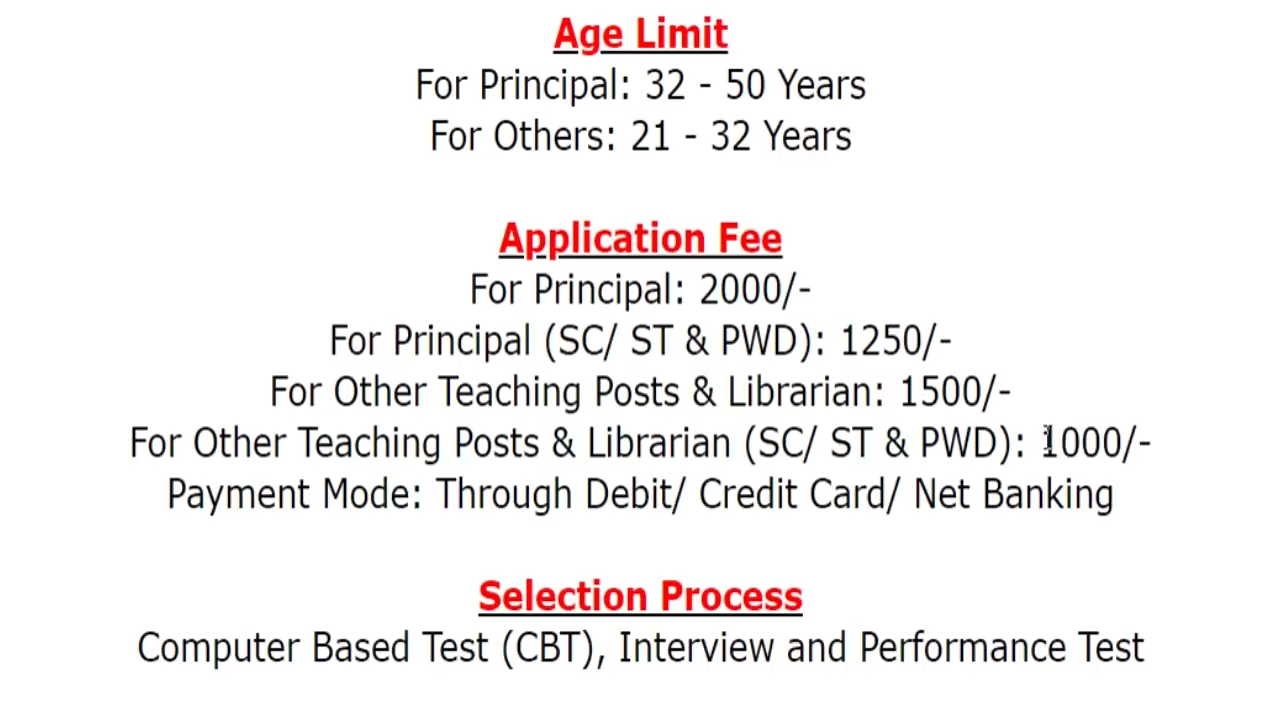 Age Limit
For Principal: 32 - 50 Years
For Others: 21 - 32 Years
Application Fee
For Principal: 2000/-
For Principal (SC/ ST & PWD): 1250/-
For Other Teaching Posts & Librarian: 1500/-
For Other Teaching Posts & Librarian (SC/ ST & PWD): 1000/-
Payment Mode: Through Debit/ Credit Card/ Net Banking
Selection Process
Computer Based Test (CBT), Interview and Performance Test